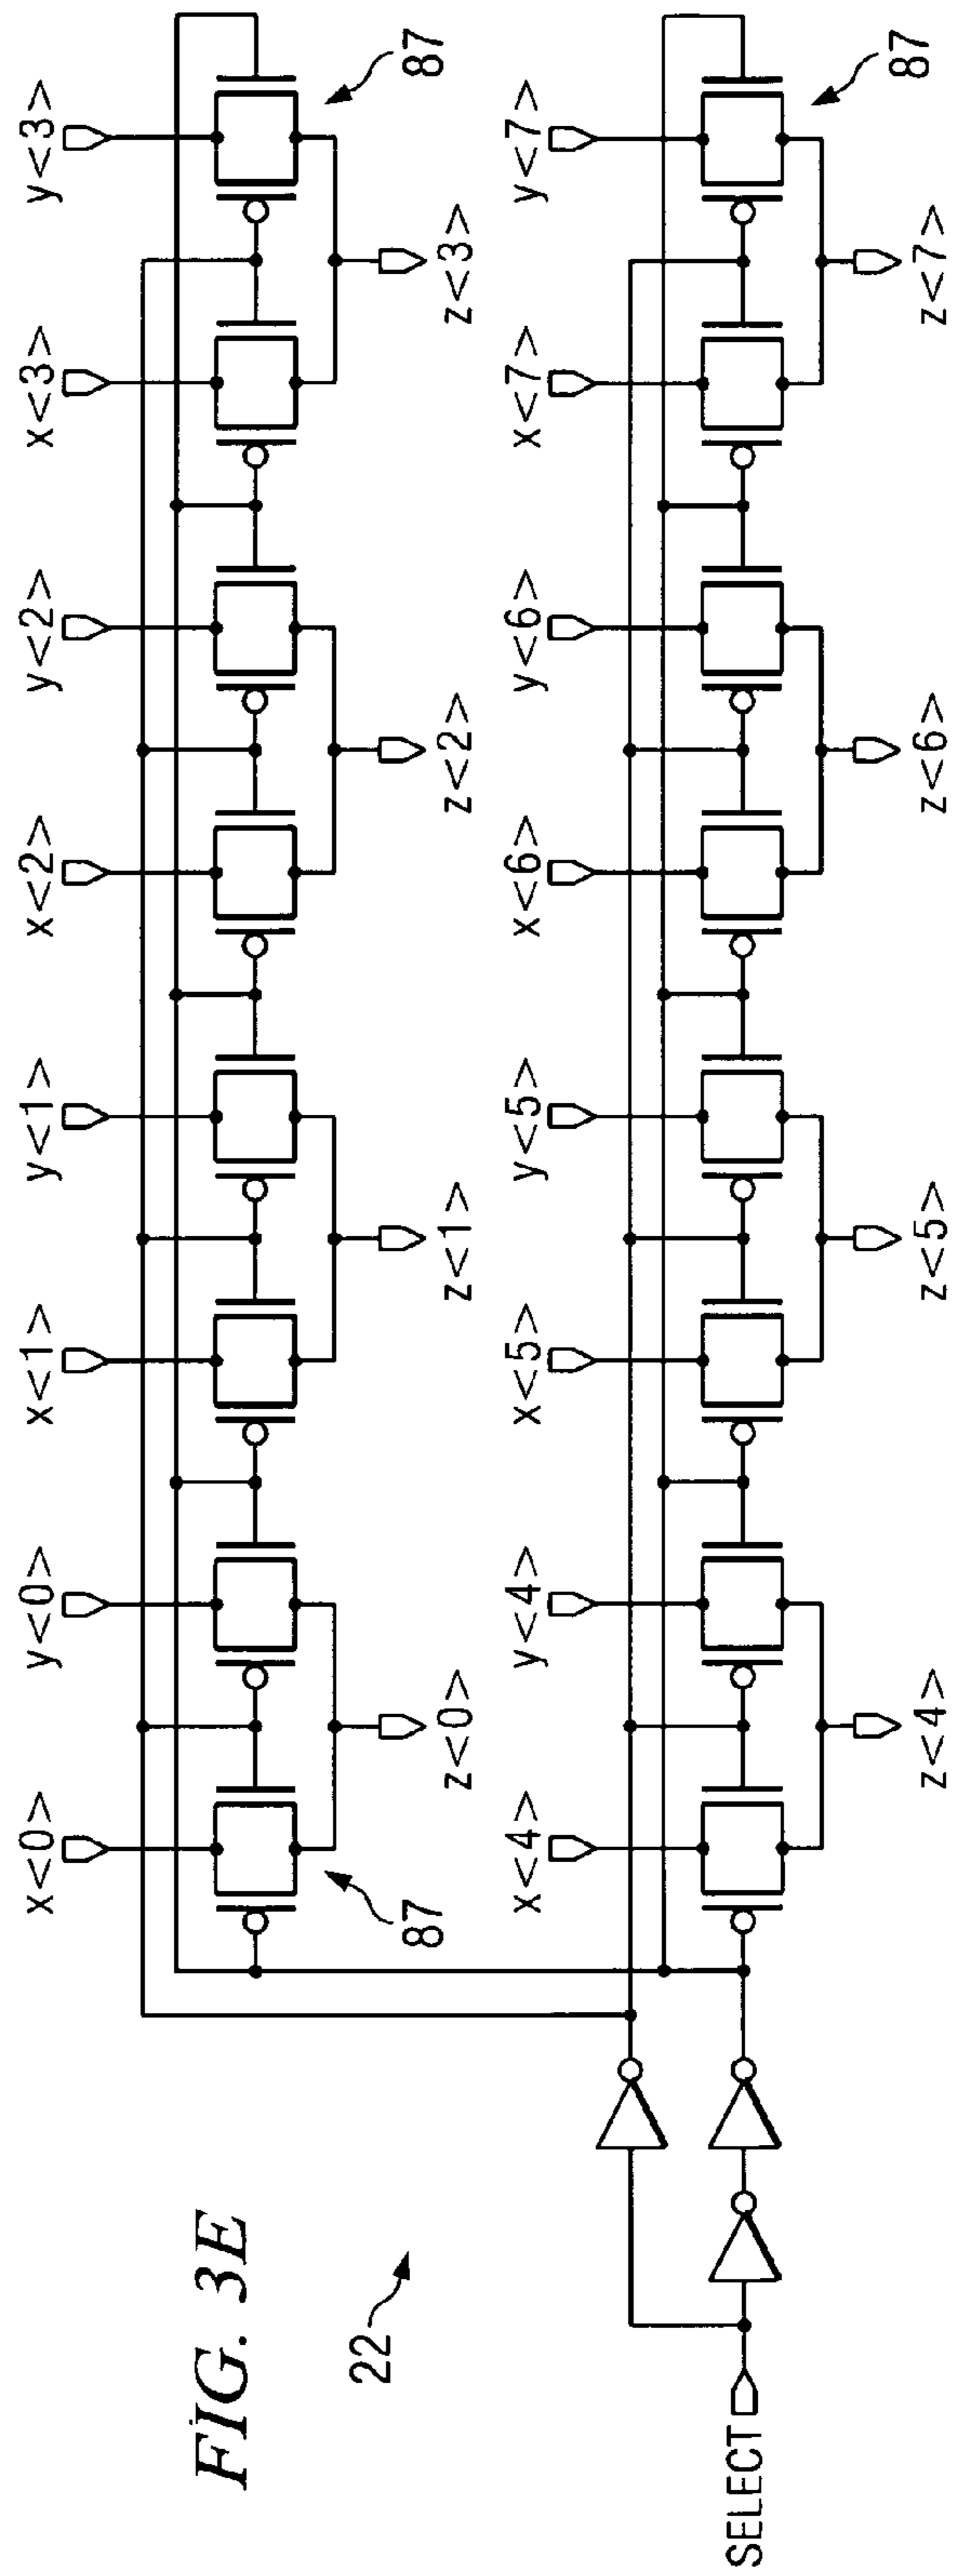 FIG. 3E
22
SELECT
x<0>
y<0>
x<1>
y<1>
x<2>
y<2>
x<3>
y<3>
87
87
z<0>
z<1>
z<2>
z<3>
x<4>
y<4>
x<5>
y<5>
x<6>
y<6>
x<7>
y<7>
87
z<4>
z<5>
z<6>
z<7>